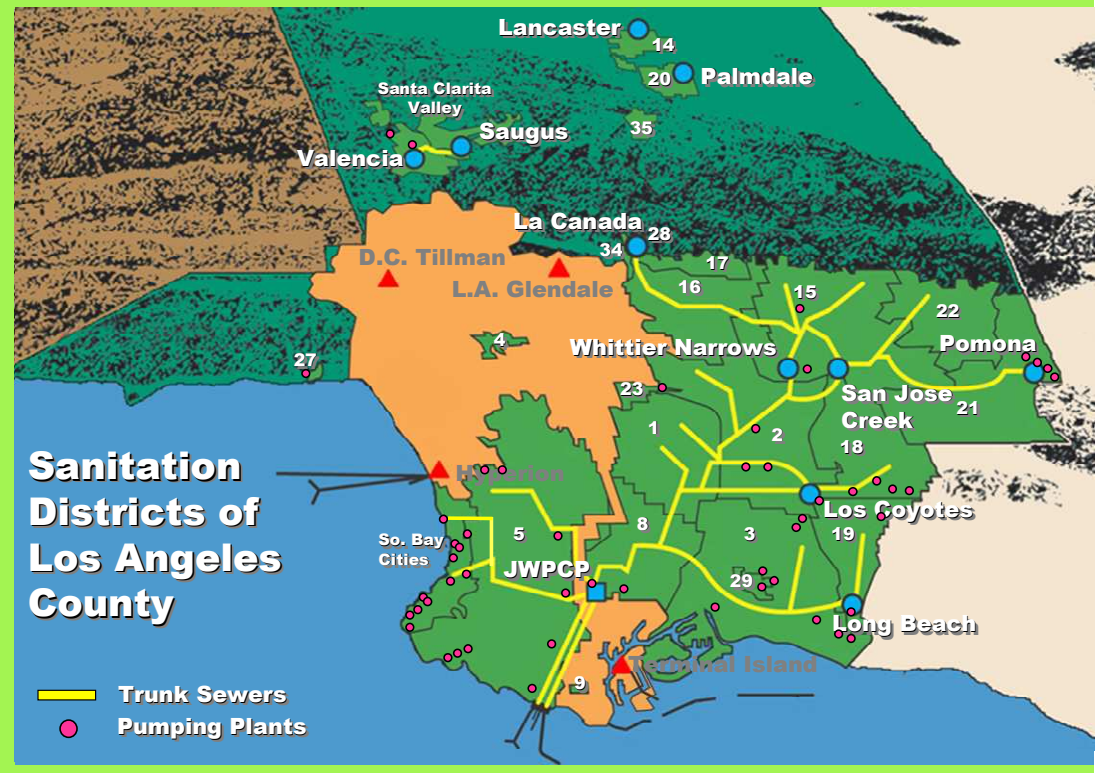 Lancaster
14
20
Palmdale
Santa Clarita
Valley
35
Saugus
Valencia
La Canada
34
28
D.C. Tillman
L.A. Glendale
17
16
15
22
4
27
Whittier Narrows
Pomona
23
San Jose
Creek
21
1
2
18
Sanitation
Districts of
Los Angeles
County
Hyperion
Los Coyotes
So. Bay
Cities
5
8
3
19
JWPCP
29
Long Beach
Terminal Island
9
Trunk Sewers
Pumping Plants